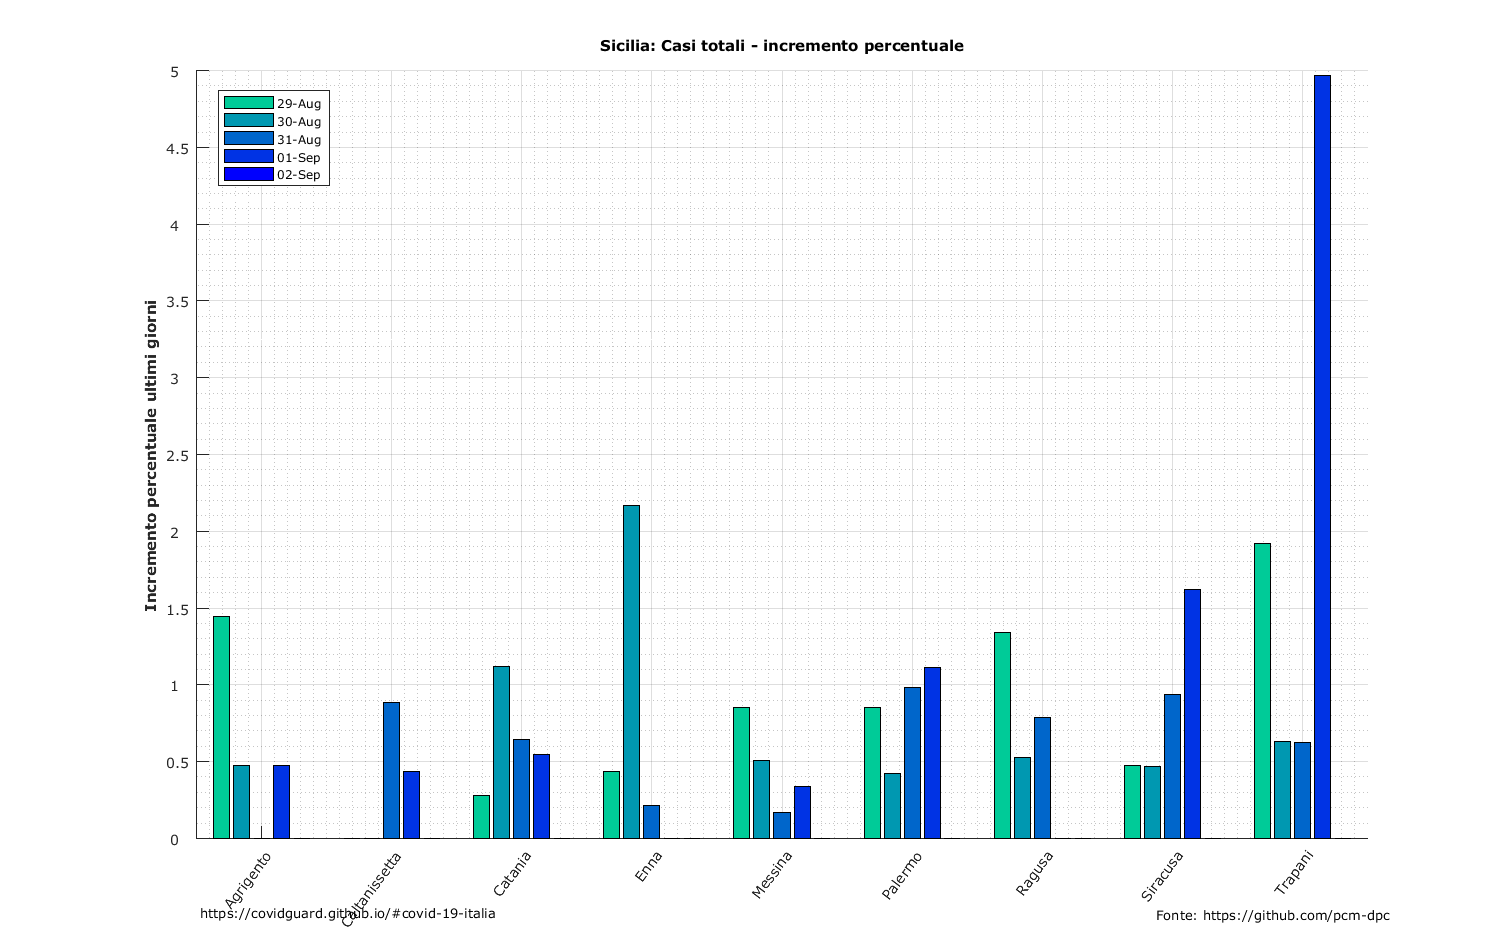 Sicilia: Casi totali - incremento percentuale
Incremento percentuale ultimi giorni
5
4.5
4
3.5
3
2.5
2
1.5
1
0.5
0
29-Aug
30-Aug
31-Aug
01-Sep
02-Sep
Agrigento
Caltanissetta
Catania
Enna
Messina
Palermo
Ragusa
Siracusa
Trapani
https://covidguard.github.io/#covid-19-italia
Fonte: https://github.com/pcm-dpc